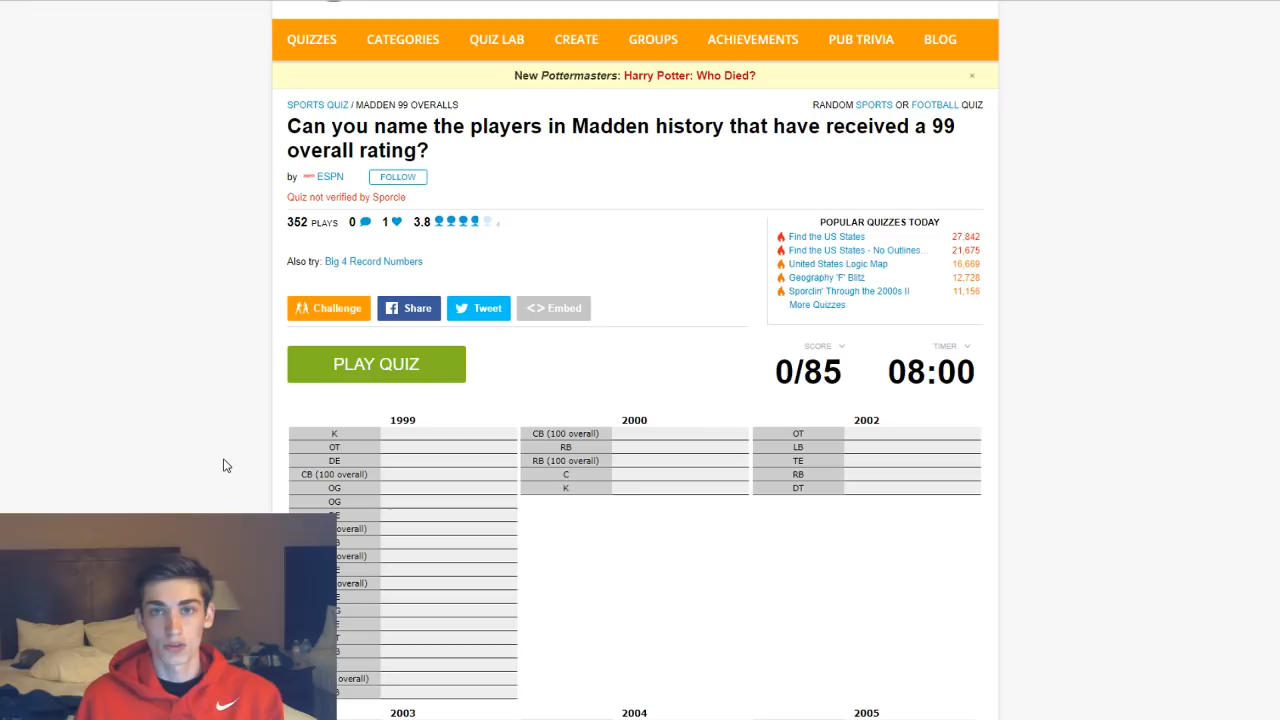 QUIZZES CATEGORIES QUIZ LAB CREATE GROUPS ACHIEVEMENTS PUB TRIVIA BLOG
New Pottermasters: Harry Potter: Who Died? ×
SPORTS QUIZ / MADDEN 99 OVERALLS
RANDOM SPORTS OR FOOTBALL QUIZ
Can you name the players in Madden history that have received a 99
overall rating?
by ESPN FOLLOW
Quiz not verified by Sporcle
352 PLAYS 0 1 3.8
Also try: Big 4 Record Numbers
POPULAR QUIZZES TODAY
Find the US States 27,842
Find the US States - No Outlines... 21,675
United States Logic Map 16,669
Geography 'F' Blitz 12,728
Sporclin' Through the 2000s II 11,156
More Quizzes
Challenge Share Tweet <> Embed
PLAY QUIZ
SCORE TIMER
0/85 08:00
1999
K
OT
DE
CB (100 overall)
OG
OG
DE
overall)
B
overall)
E
overall)
E
G
E
T
B
overall)
B
2000
CB (100 overall)
RB
RB (100 overall)
C
K
2002
OT
LB
TE
RB
DT
2003 2004 2005